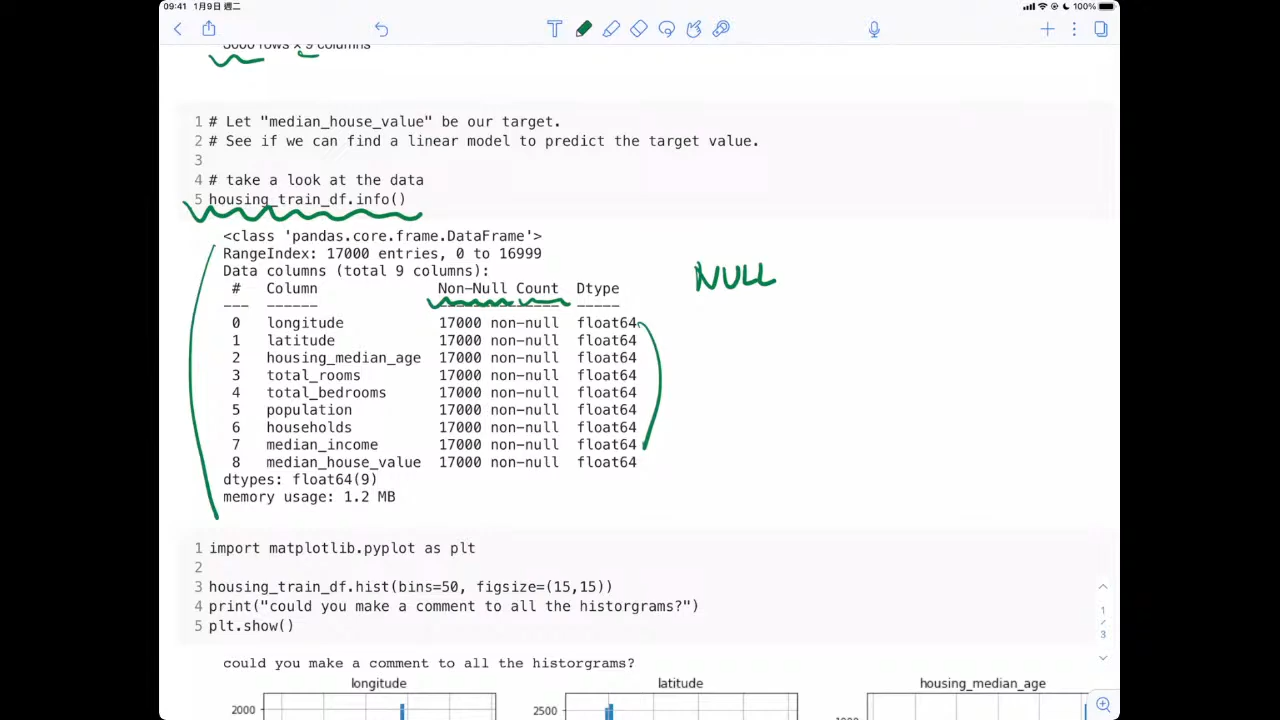 09:41 1月9日 週二
100%
3000 rows x 9 columns
1 # Let "median_house_value" be our target.
2 # See if we can find a linear model to predict the target value.
3
4 # take a look at the data
5 housing_train_df.info()
<class 'pandas.core.frame.DataFrame'>
RangeIndex: 17000 entries, 0 to 16999
Data columns (total 9 columns):
# Column Non-Null Count Dtype
--- ------ -------------- -----
0 longitude 17000 non-null float64
1 latitude 17000 non-null float64
2 housing_median_age 17000 non-null float64
3 total_rooms 17000 non-null float64
4 total_bedrooms 17000 non-null float64
5 population 17000 non-null float64
6 households 17000 non-null float64
7 median_income 17000 non-null float64
8 median_house_value 17000 non-null float64
dtypes: float64(9)
memory usage: 1.2 MB
NULL
1 import matplotlib.pyplot as plt
2
3 housing_train_df.hist(bins=50, figsize=(15,15))
4 print("could you make a comment to all the historgrams?")
5 plt.show()
1
/
3
could you make a comment to all the historgrams?
longitude latitude housing_median_age
2000 2500